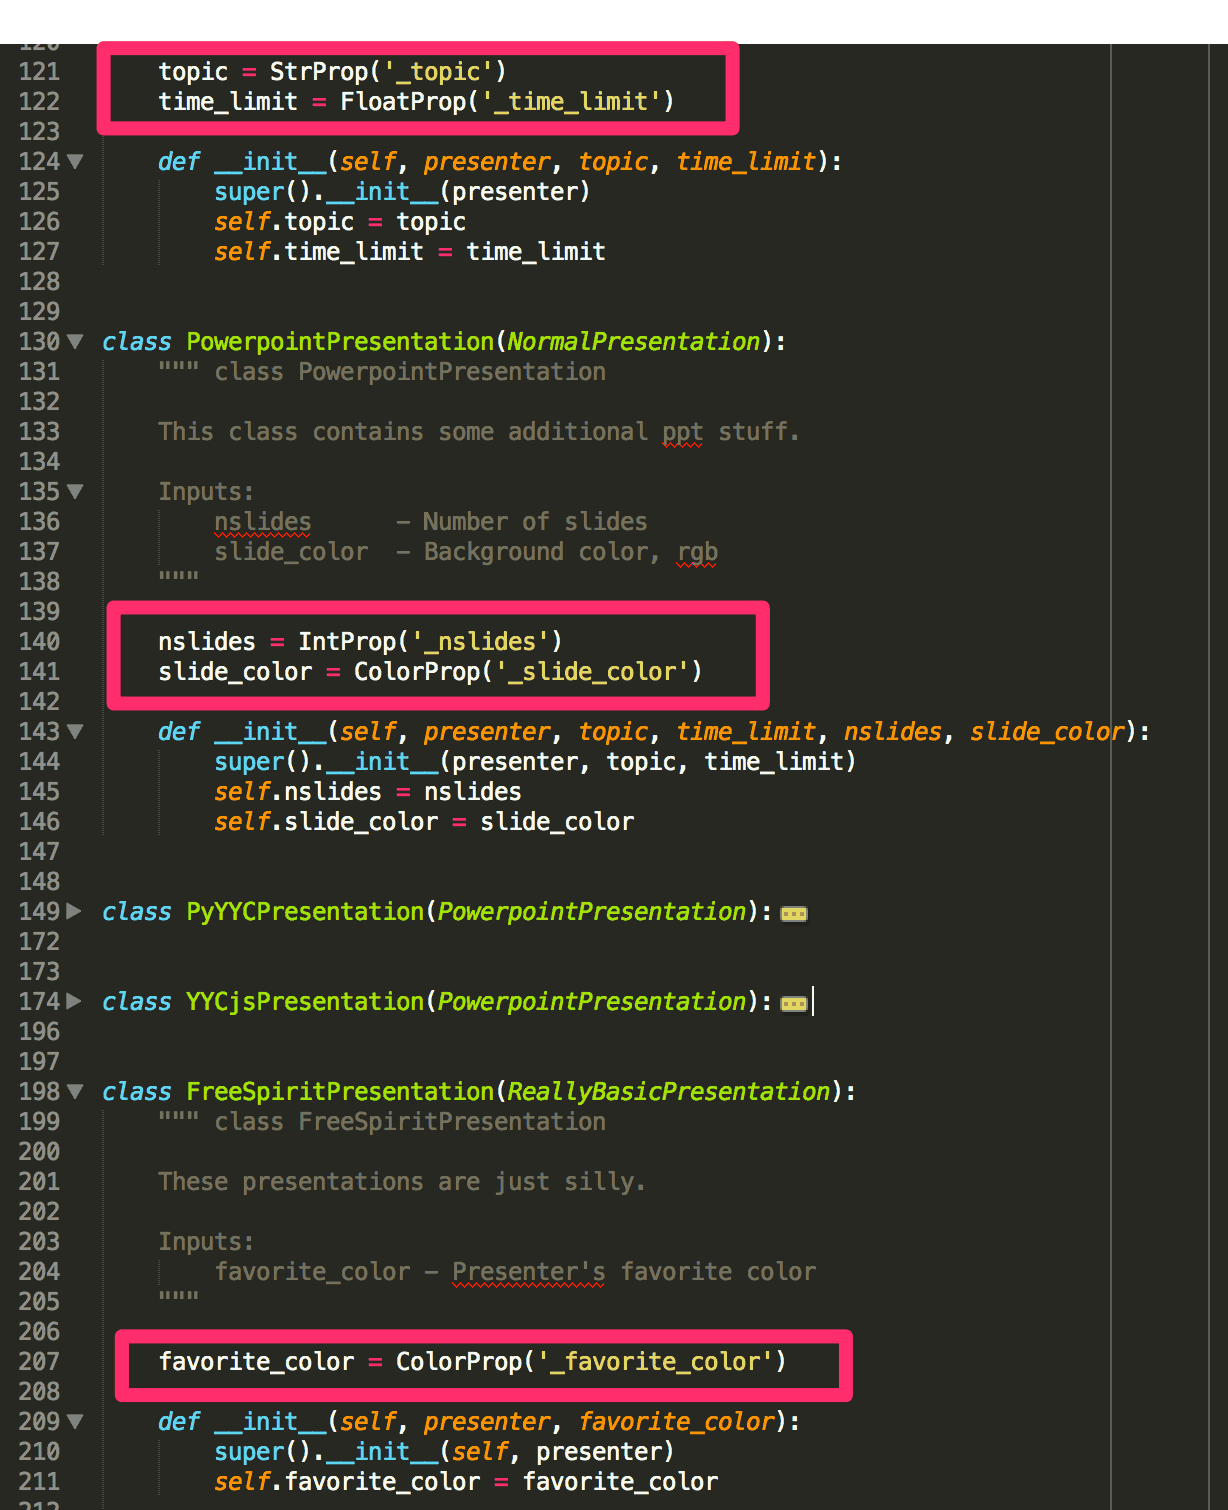 120
121 topic = StrProp('_topic')
122 time_limit = FloatProp('_time_limit')
123
124 def __init__(self, presenter, topic, time_limit):
125 super().__init__(presenter)
126 self.topic = topic
127 self.time_limit = time_limit
128
129
130 class PowerpointPresentation(NormalPresentation):
131 """ class PowerpointPresentation
132
133 This class contains some additional ppt stuff.
134
135 Inputs:
136 nslides - Number of slides
137 slide_color - Background color, rgb
138 """
139
140 nslides = IntProp('_nslides')
141 slide_color = ColorProp('_slide_color')
142
143 def __init__(self, presenter, topic, time_limit, nslides, slide_color):
144 super().__init__(presenter, topic, time_limit)
145 self.nslides = nslides
146 self.slide_color = slide_color
147
148
149 class PyYYCPresentation(PowerpointPresentation):
172
173
174 class YYCjsPresentation(PowerpointPresentation):
196
197
198 class FreeSpiritPresentation(ReallyBasicPresentation):
199 """ class FreeSpiritPresentation
200
201 These presentations are just silly.
202
203 Inputs:
204 favorite_color - Presenter's favorite color
205 """
206
207 favorite_color = ColorProp('_favorite_color')
208
209 def __init__(self, presenter, favorite_color):
210 super().__init__(self, presenter)
211 self.favorite_color = favorite_color
212